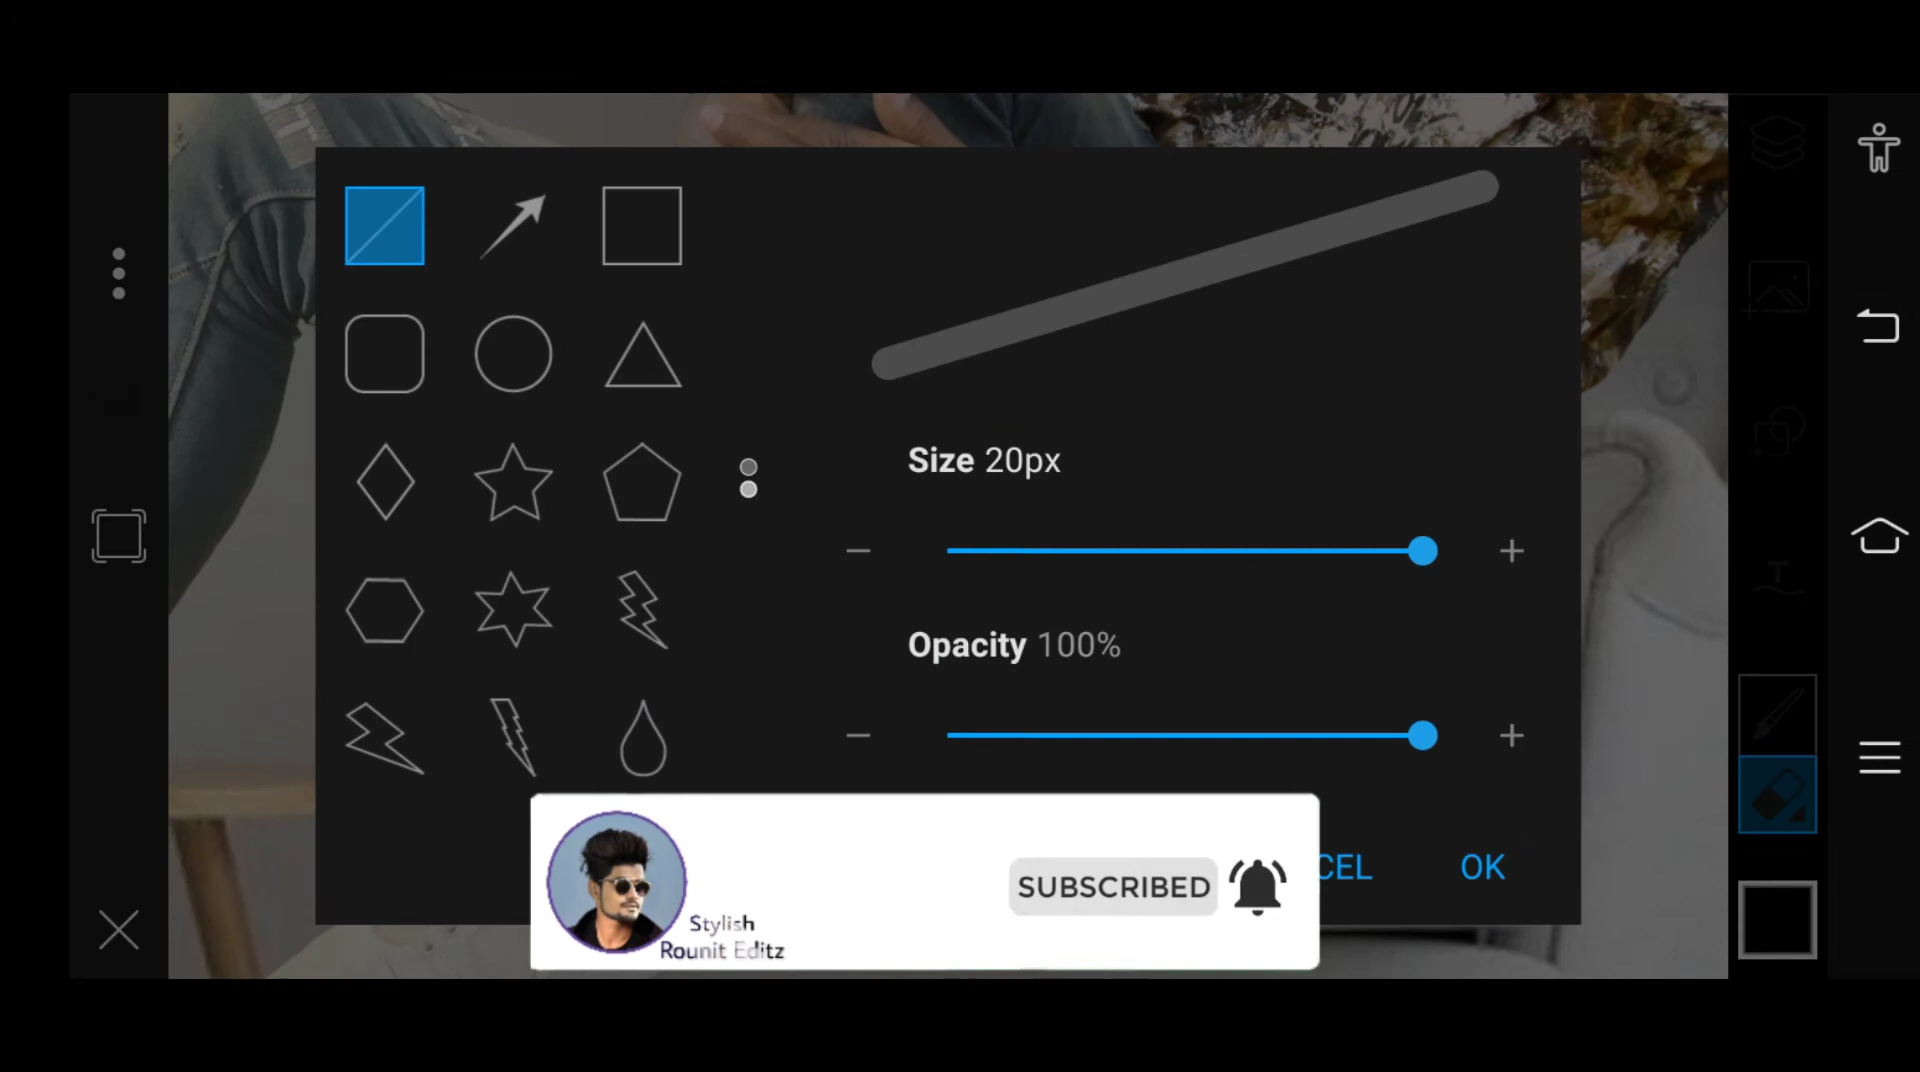 Size 20px
Opacity 100%
CEL
OK
Stylish
Rounit Editz
SUBSCRIBED
T